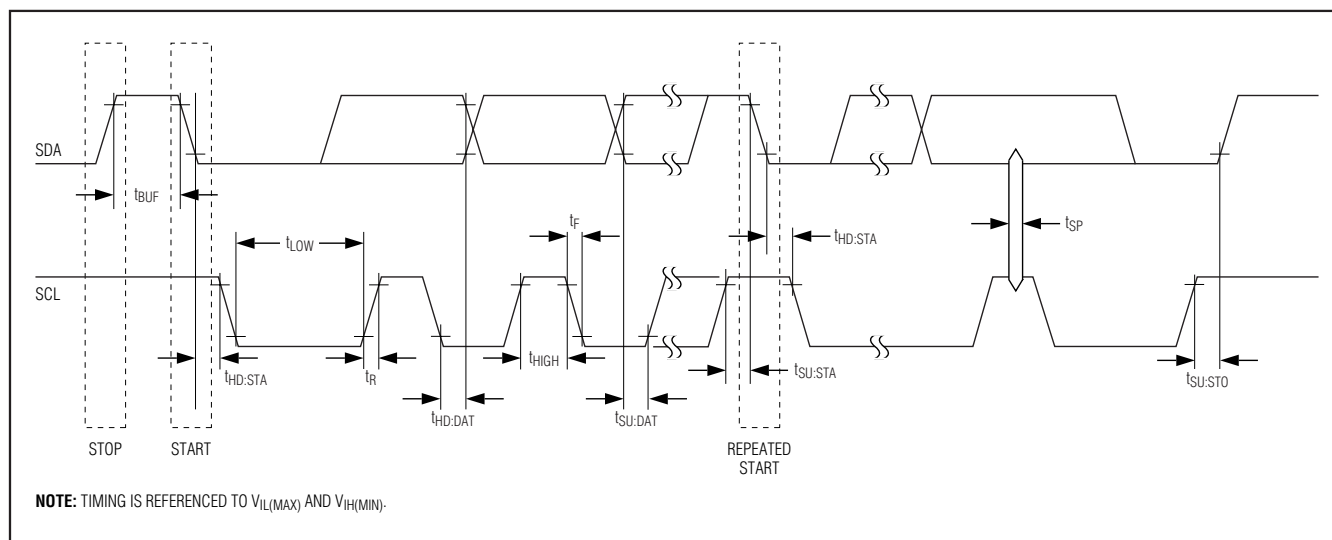 SDA
tBUF
tLOW
tF
tHD:STA
tSP
SCL
tHD:STA
tR
tHIGH
tSU:STA
tSU:STO
tHD:DAT
tSU:DAT
STOP
START
REPEATED
START
NOTE: TIMING IS REFERENCED TO VIL(MAX) AND VIH(MIN).